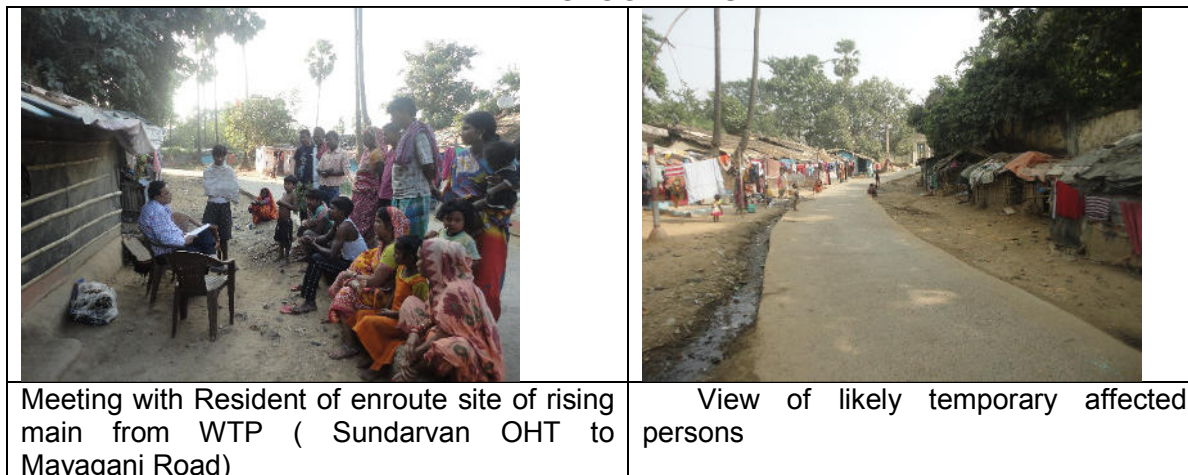 Meeting with Resident of enroute site of rising
main from WTP ( Sundarvan OHT to
Mayaganj Road)
View of likely temporary affected
persons